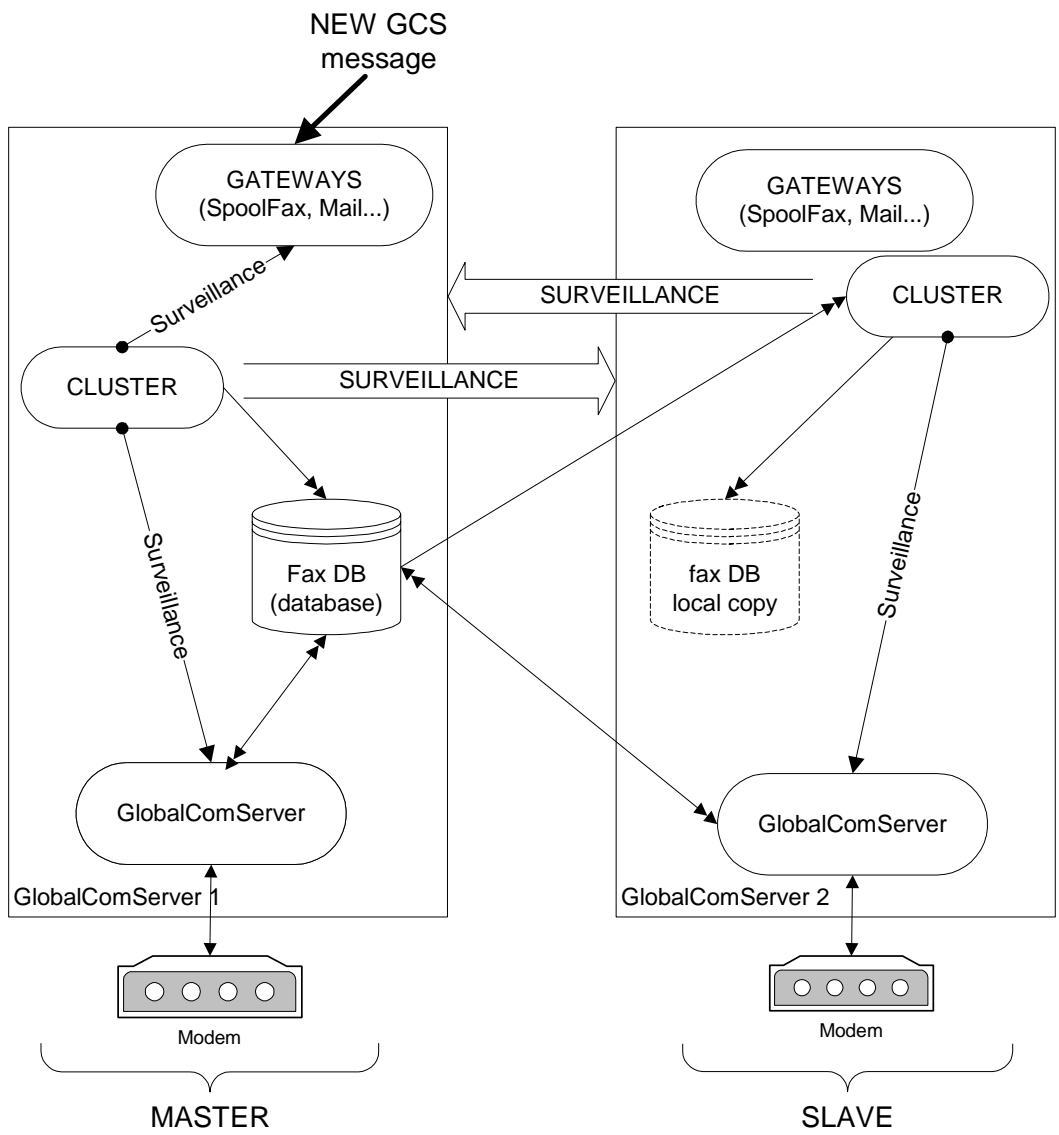 NEW GCS
message
GATEWAYS
(SpoolFax, Mail...)
Surveillance
CLUSTER
SURVEILLANCE
SURVEILLANCE
Surveillance
Fax DB
(database)
GlobalComServer
GlobalComServer 1
Modem
MASTER
GATEWAYS
(SpoolFax, Mail...)
CLUSTER
fax DB
local copy
Surveillance
GlobalComServer
GlobalComServer 2
Modem
SLAVE